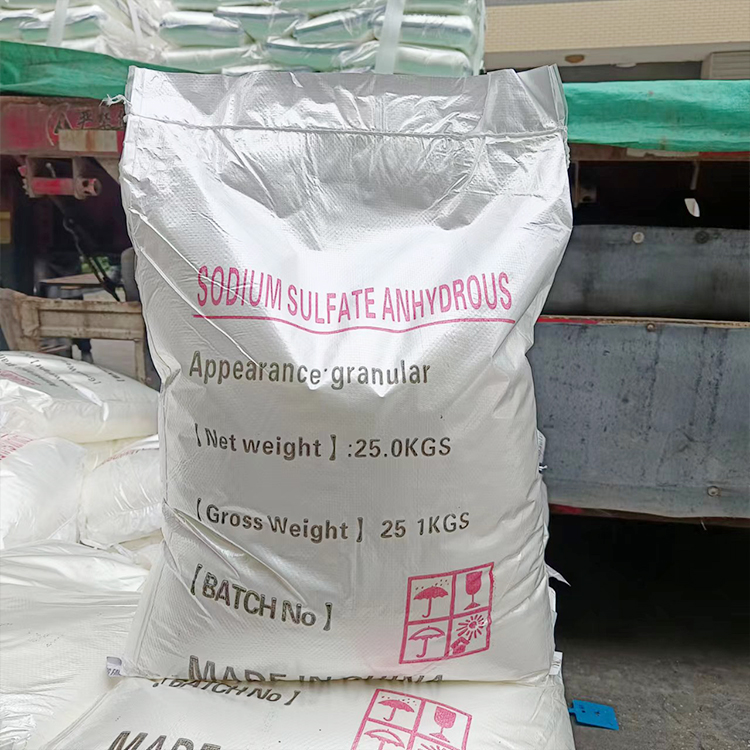 SODIUM SULFATE ANHYDROUS
Appearance:granular
【Net weight】:25.0KGS
【Gross Weight】 25 1KGS
【BATCH No】
MADE IN CHINA
【BATCH No】
MADE